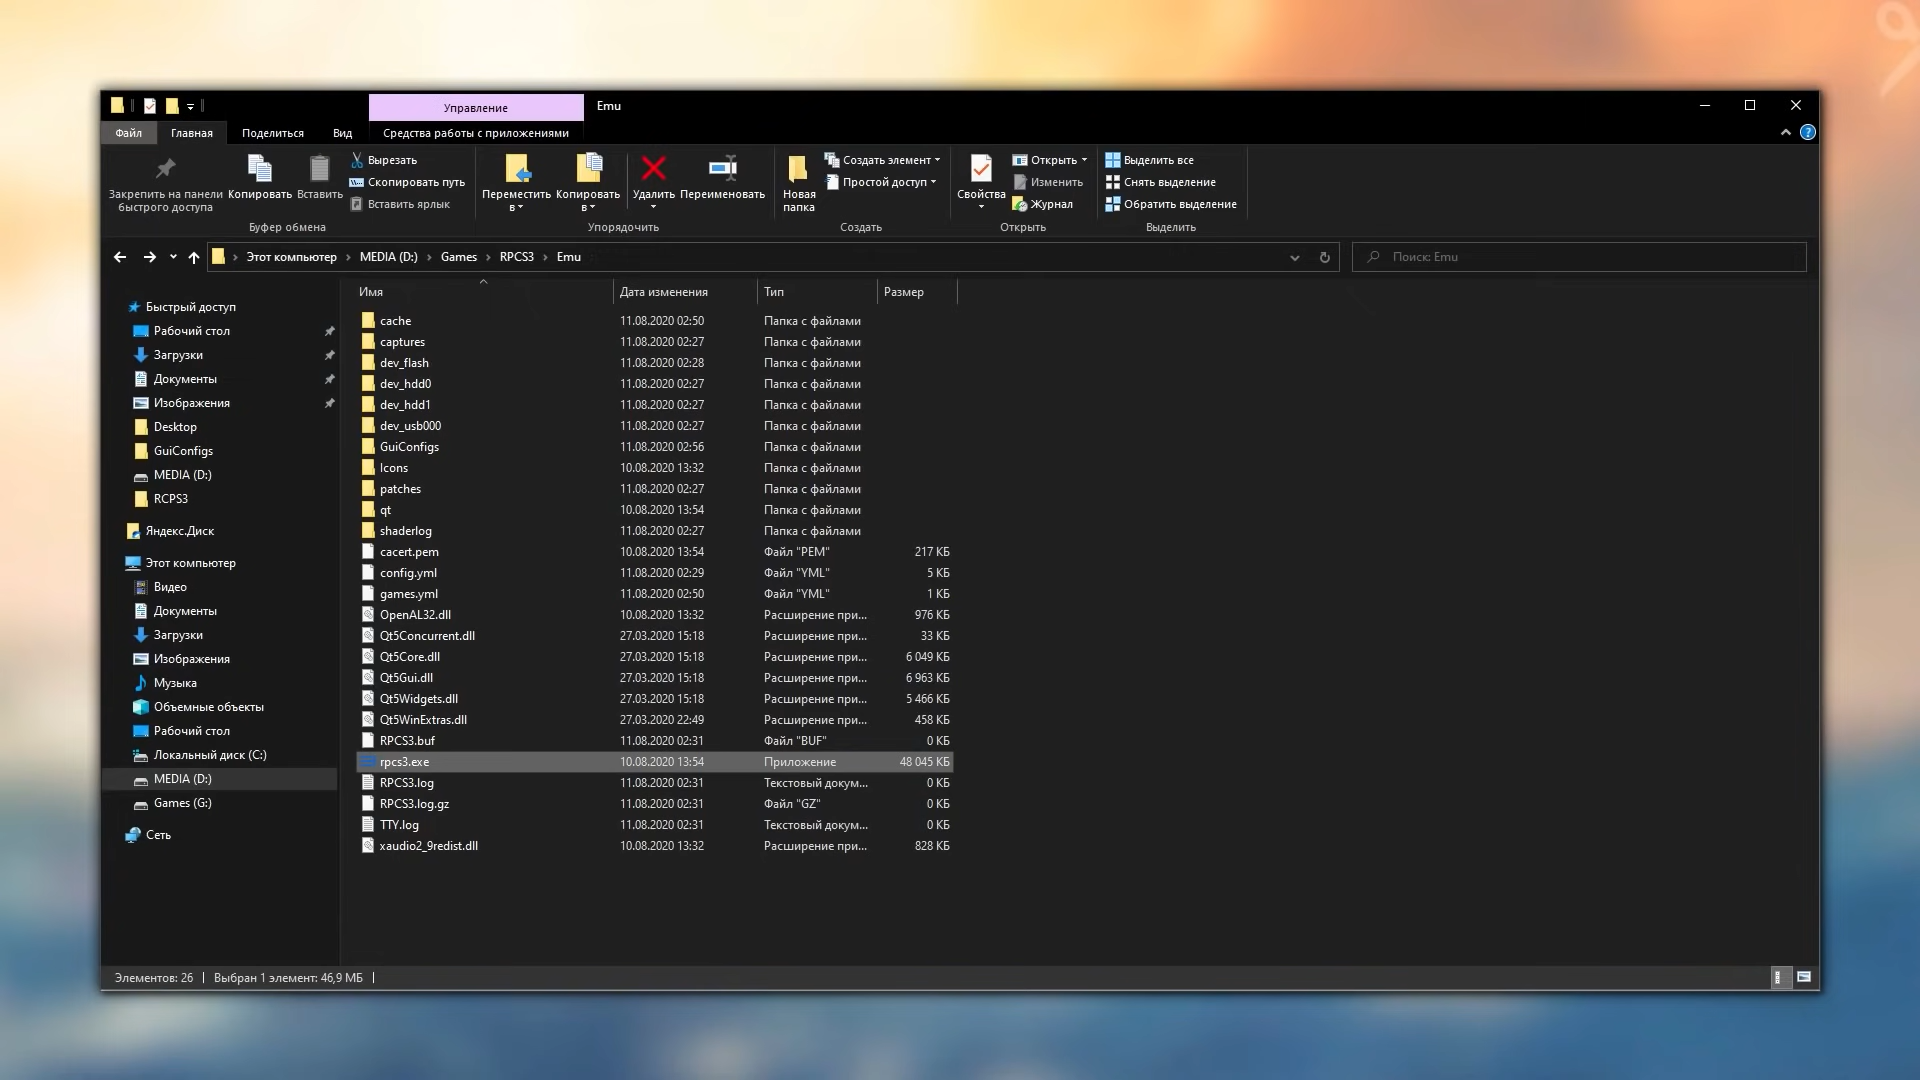 Управление
Emu
Файл
Главная
Поделиться
Вид
Средства работы с приложениями
Закрепить на панели
быстрого доступа
Копировать
Вставить
Вырезать
Скопировать путь
Вставить ярлык
Буфер обмена
Переместить
в
Копировать
в
Удалить
Переименовать
Упорядочить
Новая
папка
Создать элемент
Простой доступ
Создать
Свойства
Открыть
Изменить
Журнал
Открыть
Выделить все
Снять выделение
Обратить выделение
Выделить
Этот компьютер
MEDIA (D:)
Games
RPCS3
Emu
Поиск: Emu
Быстрый доступ
Рабочий стол
Загрузки
Документы
Изображения
Desktop
GuiConfigs
MEDIA (D:)
RCPS3
Яндекс.Диск
Этот компьютер
Видео
Документы
Загрузки
Изображения
Музыка
Объемные объекты
Рабочий стол
Локальный диск (C:)
MEDIA (D:)
Games (G:)
Сеть
Имя Дата изменения Тип Размер
cache 11.08.2020 02:50 Папка с файлами
captures 11.08.2020 02:27 Папка с файлами
dev_flash 11.08.2020 02:28 Папка с файлами
dev_hdd0 11.08.2020 02:27 Папка с файлами
dev_hdd1 11.08.2020 02:27 Папка с файлами
dev_usb000 11.08.2020 02:27 Папка с файлами
GuiConfigs 11.08.2020 02:56 Папка с файлами
Icons 10.08.2020 13:32 Папка с файлами
patches 11.08.2020 02:27 Папка с файлами
qt 10.08.2020 13:54 Папка с файлами
shaderlog 11.08.2020 02:27 Папка с файлами
cacert.pem 10.08.2020 13:54 Файл "PEM" 217 КБ
config.yml 11.08.2020 02:29 Файл "YML" 5 КБ
games.yml 11.08.2020 02:50 Файл "YML" 1 КБ
OpenAL32.dll 10.08.2020 13:32 Расширение при... 976 КБ
Qt5Concurrent.dll 27.03.2020 15:18 Расширение при... 33 КБ
Qt5Core.dll 27.03.2020 15:18 Расширение при... 6 049 КБ
Qt5Gui.dll 27.03.2020 15:18 Расширение при... 6 963 КБ
Qt5Widgets.dll 27.03.2020 15:18 Расширение при... 5 466 КБ
Qt5WinExtras.dll 27.03.2020 22:49 Расширение при... 458 КБ
RPCS3.buf 11.08.2020 02:31 Файл "BUF" 0 КБ
rpcs3.exe 10.08.2020 13:54 Приложение 48 045 КБ
RPCS3.log 11.08.2020 02:31 Текстовый докум... 0 КБ
RPCS3.log.gz 11.08.2020 02:31 Файл "GZ" 0 КБ
TTY.log 11.08.2020 02:31 Текстовый докум... 0 КБ
xaudio2_9redist.dll 10.08.2020 13:32 Расширение при... 828 КБ
Элементов: 26
Выбран 1 элемент: 46,9 МБ